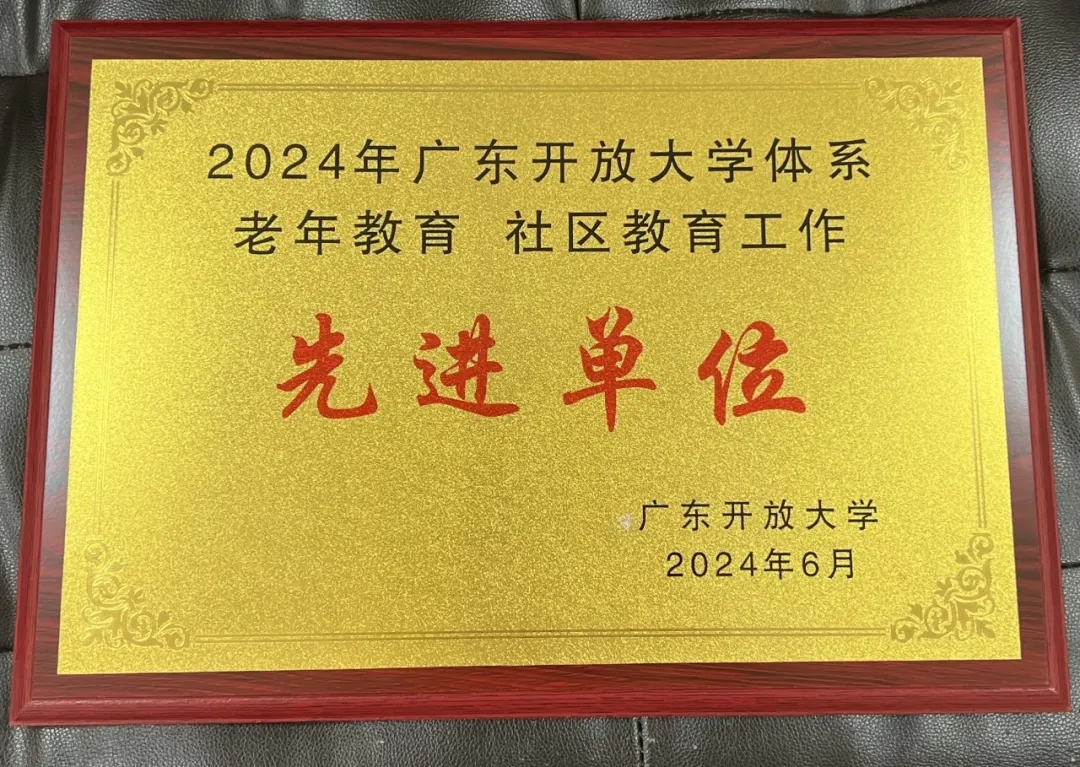 2024年广东开放大学体系
老年教育 社区教育工作
先进单位
广东开放大学
2024年6月